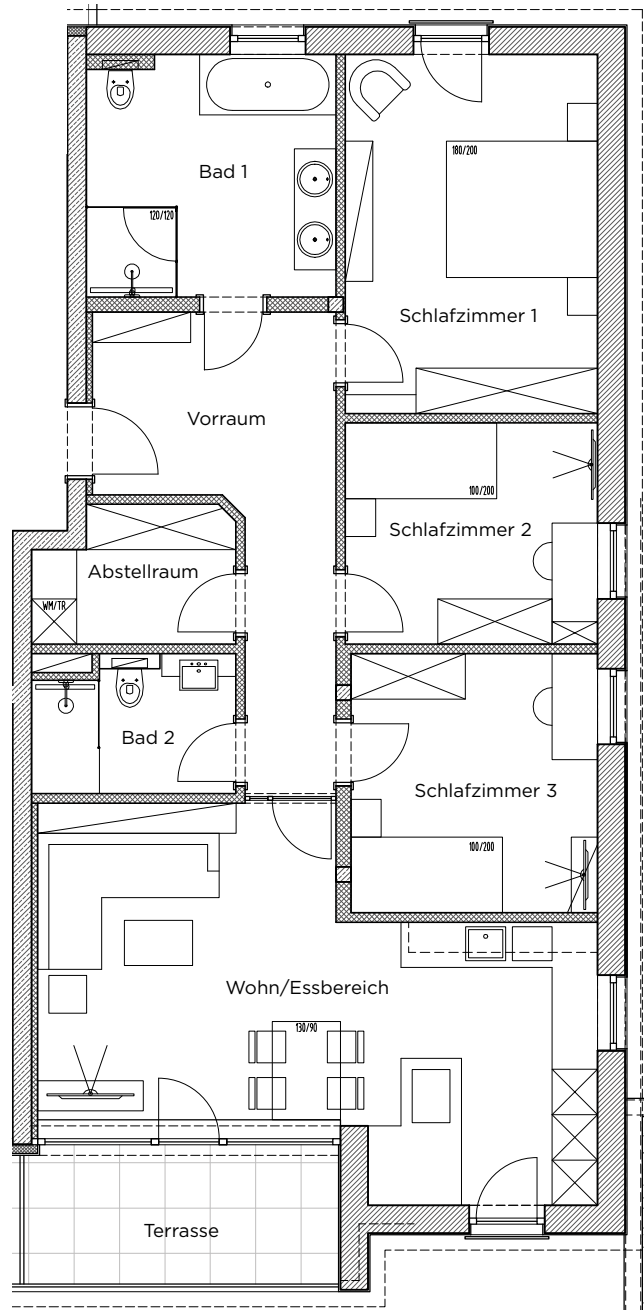 180/200
Bad 1
120/120
Schlafzimmer 1
Vorraum
100/200
Schlafzimmer 2
Abstellraum
WM/TR
Bad 2
Schlafzimmer 3
100/200
Wohn/Essbereich
130/90
Terrasse